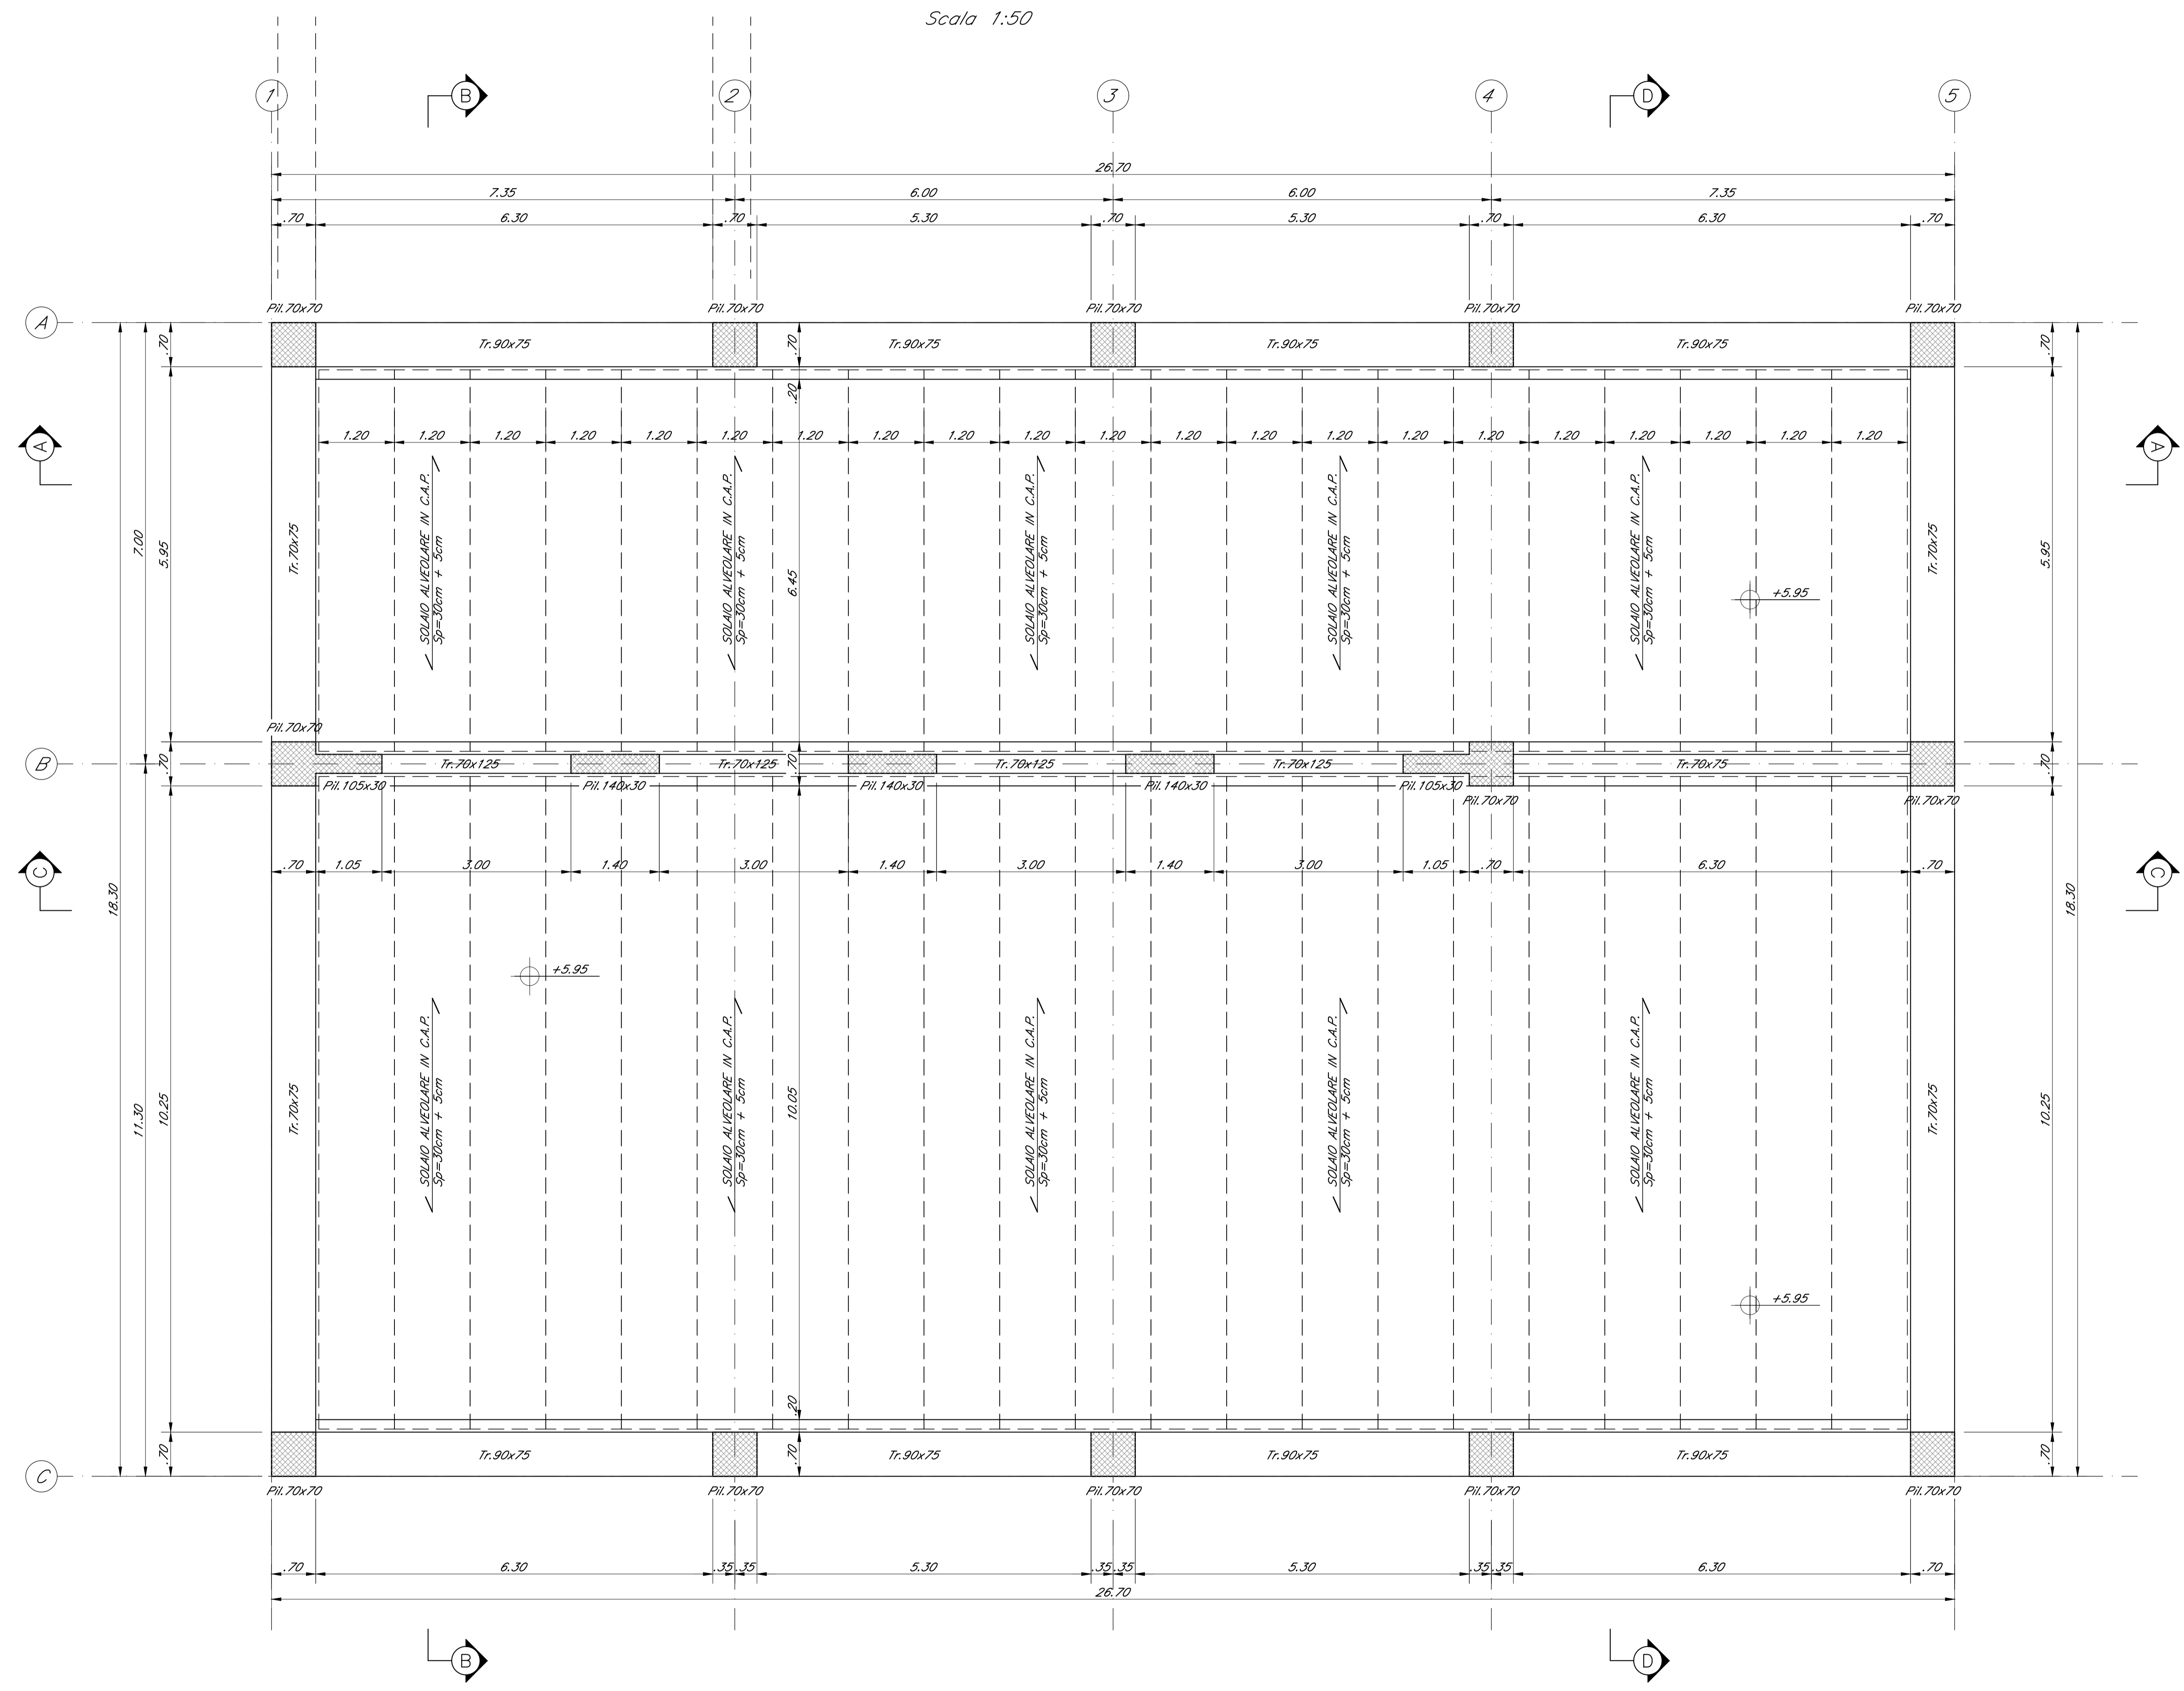 Scala 1:50
1 B 2 3 4 D 5
26.70
7.35 6.00 6.00 7.35
.70 6.30 .70 5.30 .70 5.30 .70 6.30 .70
Pil.70x70 Pil.70x70 Pil.70x70 Pil.70x70 Pil.70x70
A
Tr.90x75 Tr.90x75 Tr.90x75 Tr.90x75
.70 .70 .70
.20
1.20 1.20 1.20 1.20 1.20 1.20 1.20 1.20 1.20 1.20 1.20 1.20 1.20 1.20 1.20 1.20 1.20 1.20 1.20 1.20 1.20
A A
SOLAIO ALVEOLARE IN C.A.P.
Sp=30cm + 5cm
SOLAIO ALVEOLARE IN C.A.P.
Sp=30cm + 5cm
SOLAIO ALVEOLARE IN C.A.P.
Sp=30cm + 5cm
SOLAIO ALVEOLARE IN C.A.P.
Sp=30cm + 5cm
SOLAIO ALVEOLARE IN C.A.P.
Sp=30cm + 5cm
7.00 5.95 Tr.70x75 6.45 Tr.70x75 5.95
+5.95
Pil.70x70
B .70 Tr.70x125 Tr.70x125 .70 Tr.70x125 Tr.70x125 Tr.70x75 .70
Pil.105x30 Pil.140x30 Pil.140x30 Pil.140x30 Pil.105x30
Pil.70x70 Pil.70x70
.70 1.05 3.00 1.40 3.00 1.40 3.00 1.40 3.00 1.05 .70 6.30 .70
C C
18.30 18.30
+5.95
SOLAIO ALVEOLARE IN C.A.P.
Sp=30cm + 5cm
SOLAIO ALVEOLARE IN C.A.P.
Sp=30cm + 5cm
SOLAIO ALVEOLARE IN C.A.P.
Sp=30cm + 5cm
SOLAIO ALVEOLARE IN C.A.P.
Sp=30cm + 5cm
SOLAIO ALVEOLARE IN C.A.P.
Sp=30cm + 5cm
11.30 10.25 Tr.70x75 10.05 Tr.70x75 10.25
+5.95
.20
.70 Tr.90x75 .70 Tr.90x75 Tr.90x75 Tr.90x75 .70
C
Pil.70x70 Pil.70x70 Pil.70x70 Pil.70x70 Pil.70x70
.70 6.30 .35 .35 5.30 .35 .35 5.30 .35 .35 6.30 .70
26.70
B D